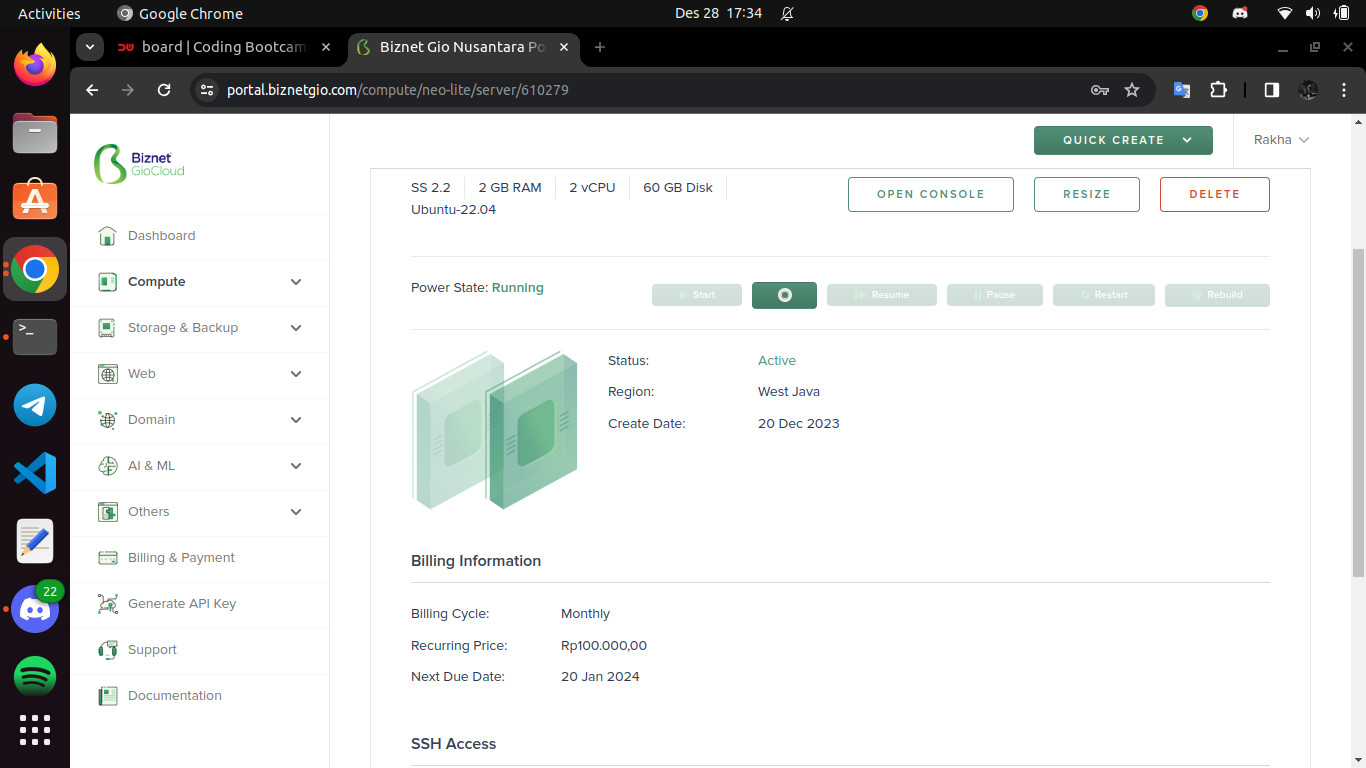 Activities
Google Chrome
Des 28 17:34
board | Coding Bootcam
Biznet Gio Nusantara Po
portal.biznetgio.com/compute/neo-lite/server/610279
Biznet
GioCloud
QUICK CREATE
Rakha
SS 2.2
2 GB RAM
2 vCPU
60 GB Disk
Ubuntu-22.04
OPEN CONSOLE
RESIZE
DELETE
Dashboard
Compute
Storage & Backup
Web
Domain
AI & ML
Others
Billing & Payment
Generate API Key
Support
Documentation
Power State: Running
Start
Resume
Pause
Restart
Rebuild
Status: Active
Region: West Java
Create Date: 20 Dec 2023
Billing Information
Billing Cycle: Monthly
Recurring Price: Rp100.000,00
Next Due Date: 20 Jan 2024
SSH Access
22